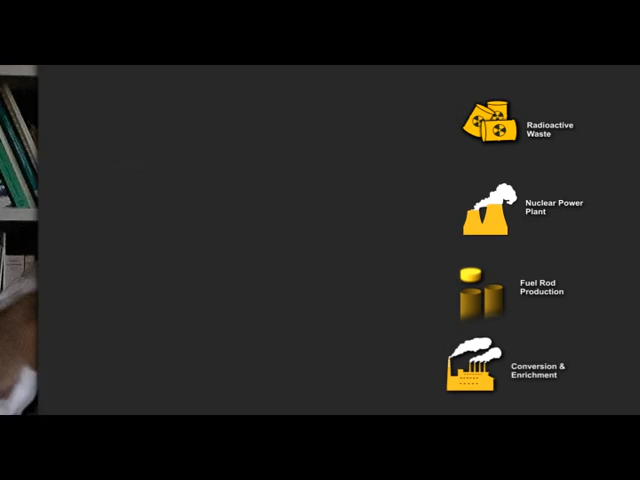 Radioactive
Waste
Nuclear Power
Plant
Fuel Rod
Production
Conversion &
Enrichment